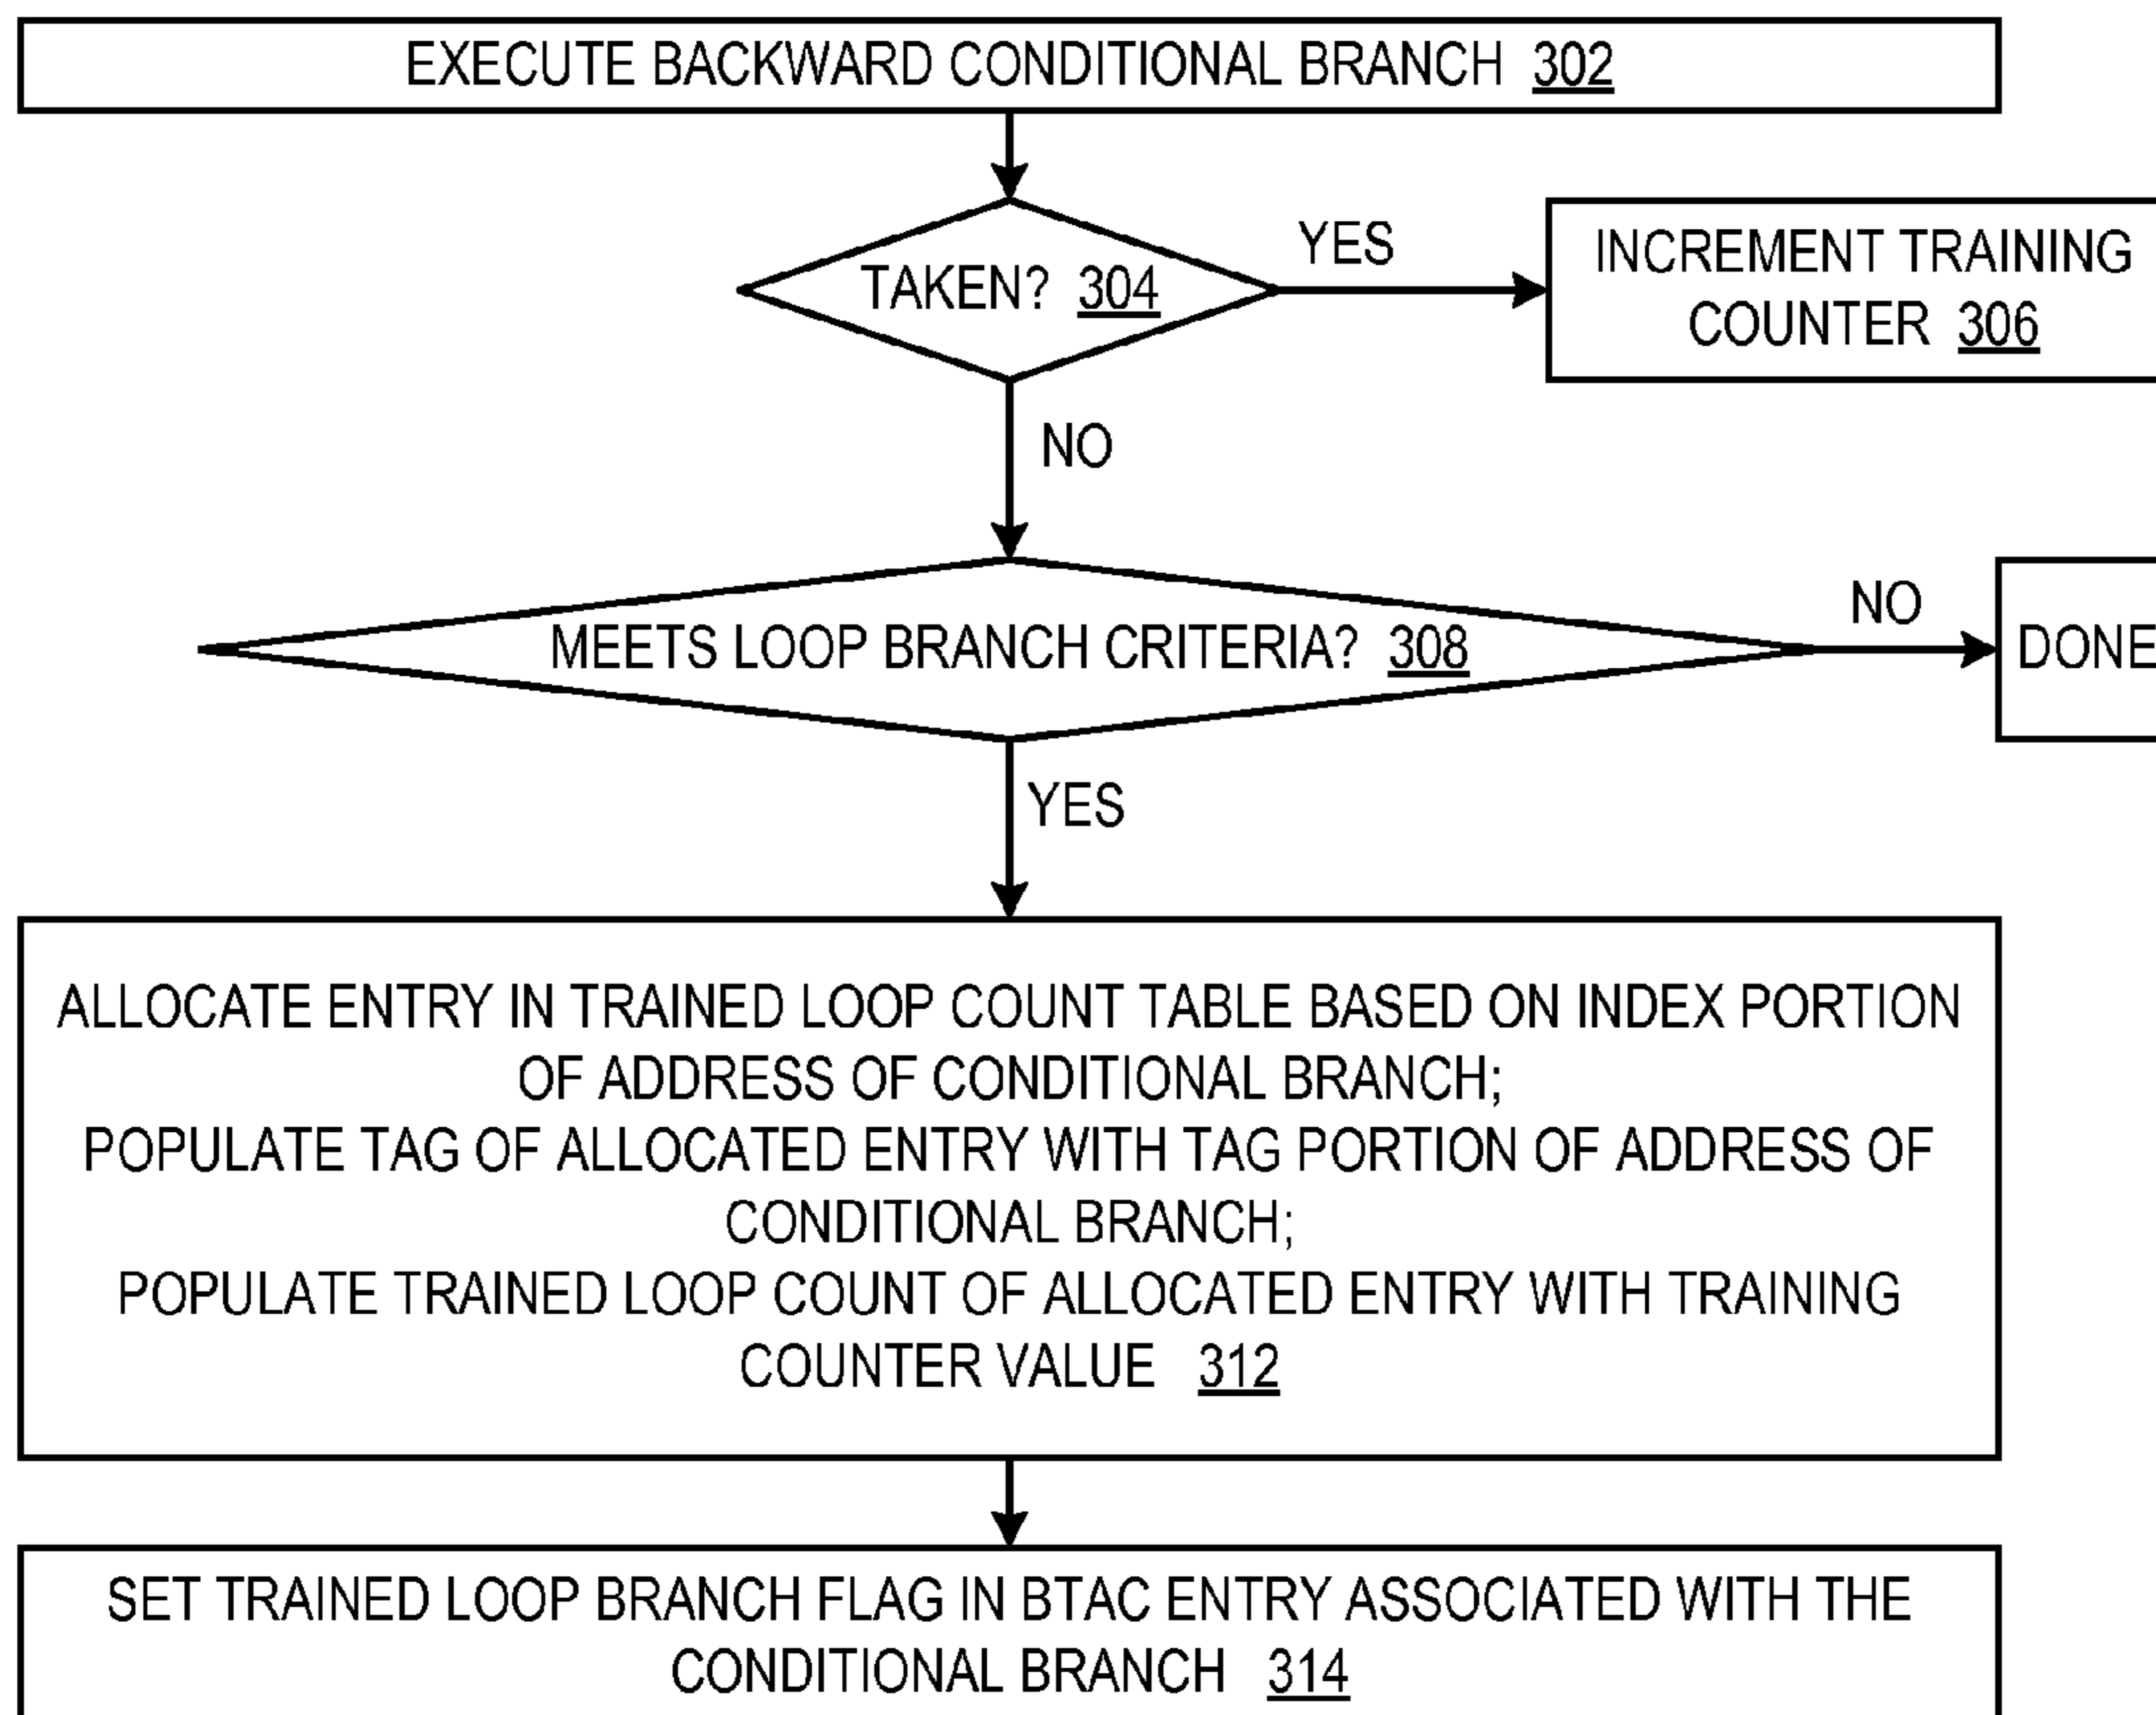 EXECUTE BACKWARD CONDITIONAL BRANCH 302
TAKEN? 304
YES
INCREMENT TRAINING
COUNTER 306
NO
MEETS LOOP BRANCH CRITERIA? 308
NO
DONE
YES
ALLOCATE ENTRY IN TRAINED LOOP COUNT TABLE BASED ON INDEX PORTION
OF ADDRESS OF CONDITIONAL BRANCH;
POPULATE TAG OF ALLOCATED ENTRY WITH TAG PORTION OF ADDRESS OF
CONDITIONAL BRANCH;
POPULATE TRAINED LOOP COUNT OF ALLOCATED ENTRY WITH TRAINING
COUNTER VALUE 312
SET TRAINED LOOP BRANCH FLAG IN BTAC ENTRY ASSOCIATED WITH THE
CONDITIONAL BRANCH 314